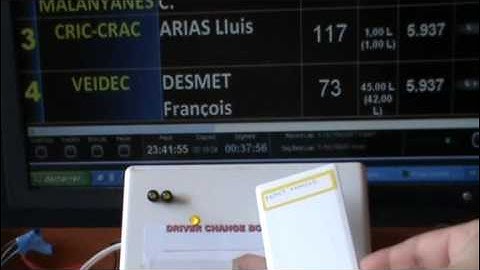 MALANYANES C.
3 CRIC-CRAC ARIAS Lluis 117 1,00 L (1,00 L) 5.937
4 VEIDEC DESMET François 73 45,00 L (42,00 L) 5,937
23:41:55 00:37:56
DRIVER CHANGE BO